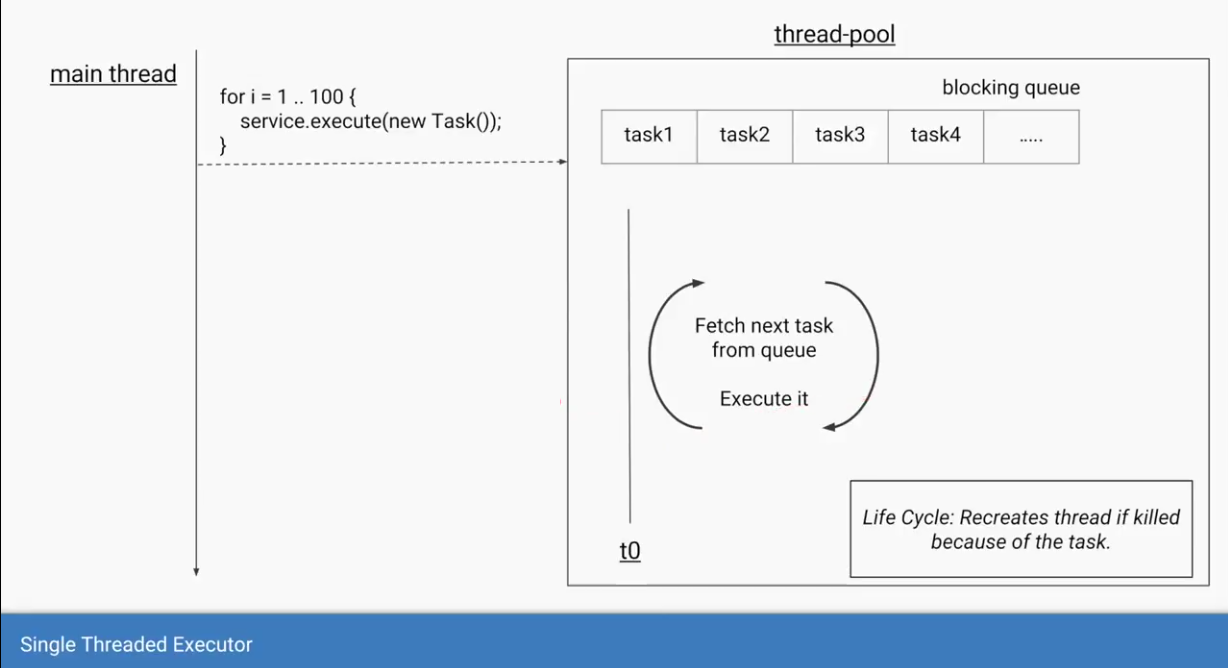 thread-pool
main thread
for i = 1 .. 100 {
service.execute(new Task());
}
blocking queue
task1 task2 task3 task4 .....
Fetch next task
from queue
Execute it
Life Cycle: Recreates thread if killed
because of the task.
t0
Single Threaded Executor